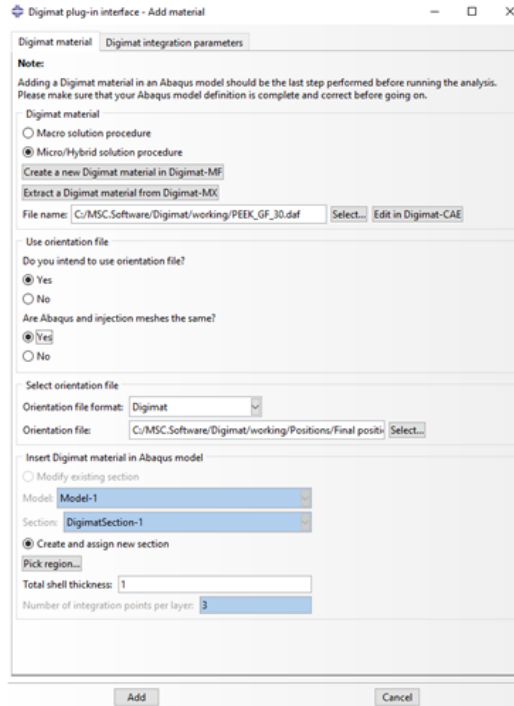 Digimat plug-in interface - Add material
Digimat material Digimat integration parameters
Note:
Adding a Digimat material in an Abaqus model should be the last step performed before running the analysis.
Please make sure that your Abaqus model definition is complete and correct before going on.
Digimat material
Macro solution procedure
Micro/Hybrid solution procedure
Create a new Digimat material in Digimat-MF
Extract a Digimat material from Digimat-MX
File name: C:/MSC.Software/Digimat/working/PEEK_GF_30.daf Select... Edit in Digimat-CAE
Use orientation file
Do you intend to use orientation file?
Yes
No
Are Abaqus and injection meshes the same?
Yes
No
Select orientation file
Orientation file format: Digimat
Orientation file: C:/MSC.Software/Digimat/working/Positions/Final positi Select...
Insert Digimat material in Abaqus model
Modify existing section
Model: Model-1
Section: DigimatSection-1
Create and assign new section
Pick region...
Total shell thickness: 1
Number of integration points per layer: 3
Add Cancel